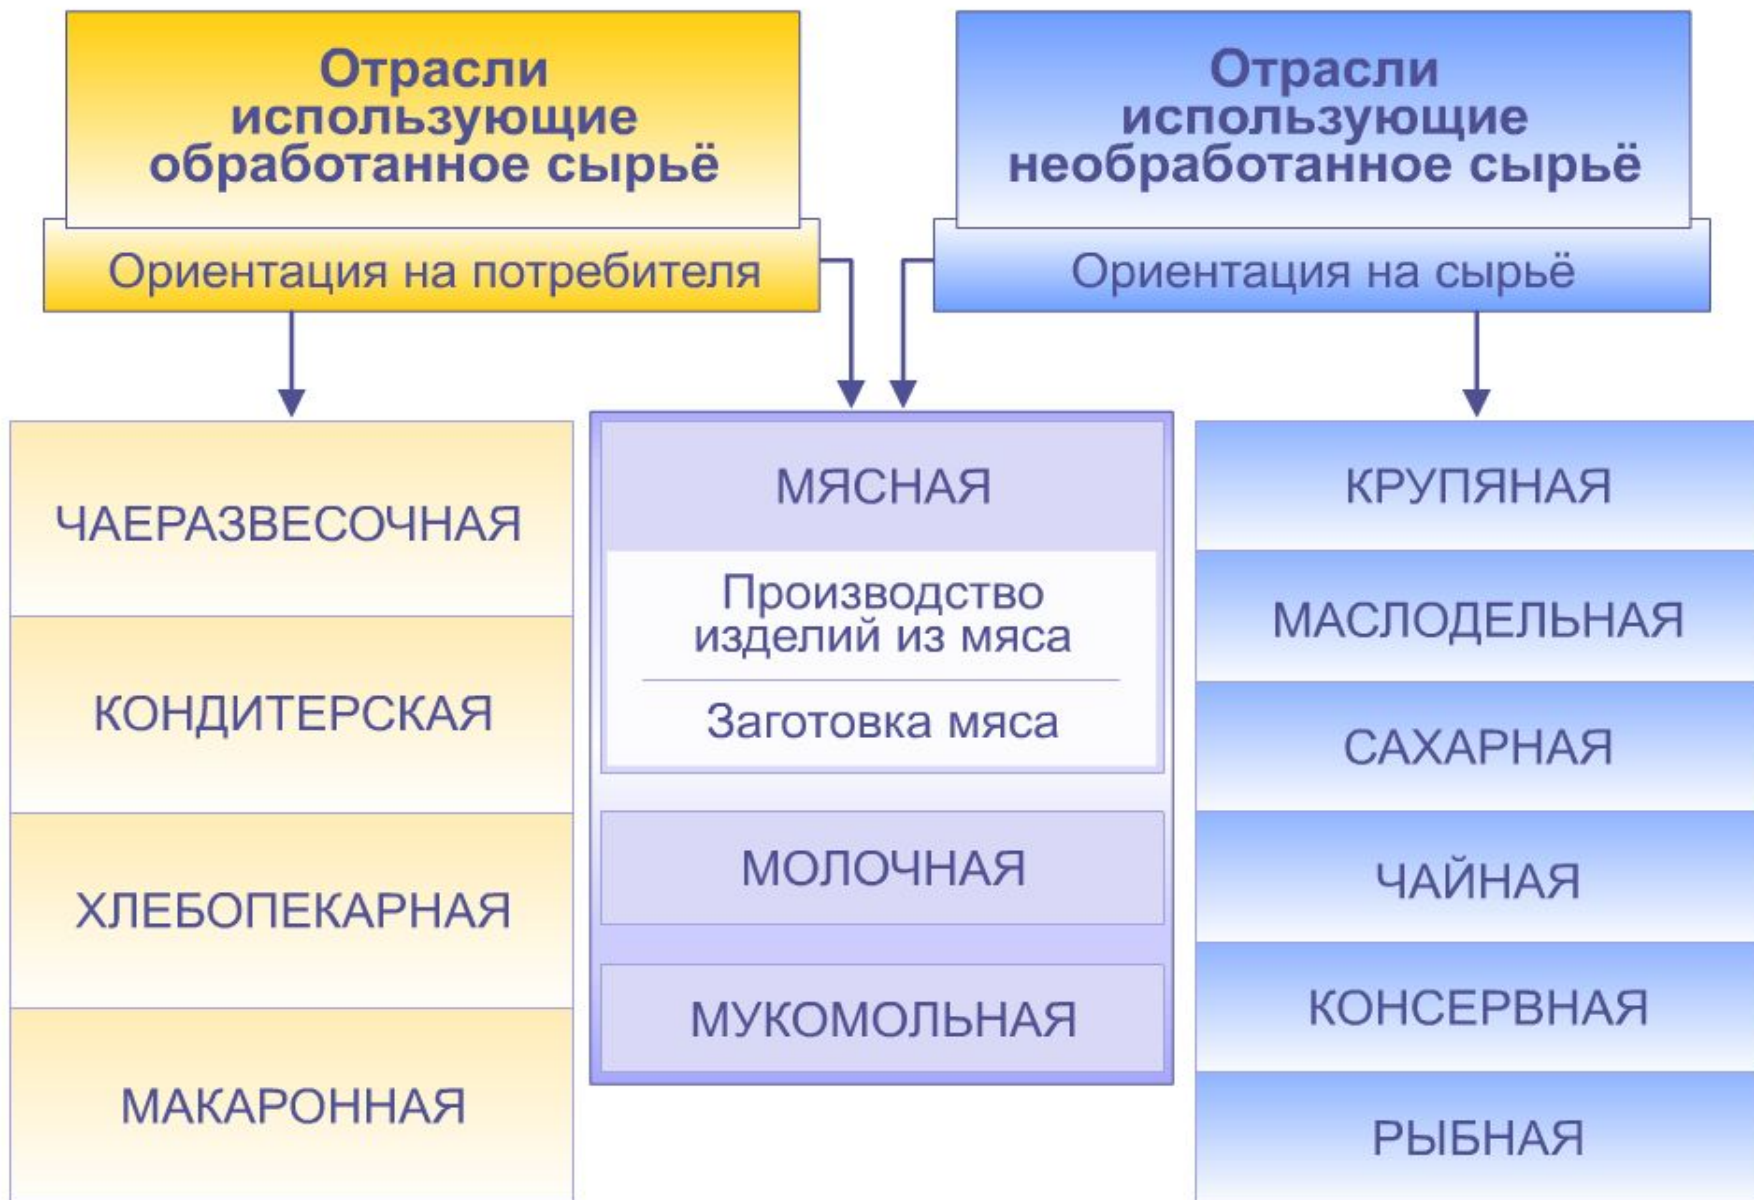 Отрасли
использующие
обработанное сырьё
Ориентация на потребителя
Отрасли
использующие
необработанное сырьё
Ориентация на сырьё
ЧАЕРАЗВЕСОЧНАЯ
КОНДИТЕРСКАЯ
ХЛЕБОПЕКАРНАЯ
МАКАРОННАЯ
МЯСНАЯ
Производство
изделий из мяса
Заготовка мяса
МОЛОЧНАЯ
МУКОМОЛЬНАЯ
КРУПЯНАЯ
МАСЛОДЕЛЬНАЯ
САХАРНАЯ
ЧАЙНАЯ
КОНСЕРВНАЯ
РЫБНАЯ